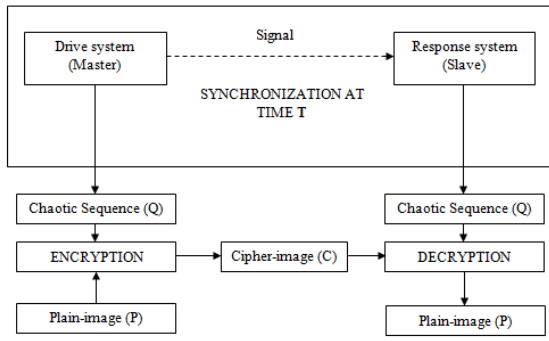 Drive system
(Master)
Signal
Response system
(Slave)
SYNCHRONIZATION AT
TIME T
Chaotic Sequence (Q)
Chaotic Sequence (Q)
ENCRYPTION
Cipher-image (C)
DECRYPTION
Plain-image (P)
Plain-image (P)